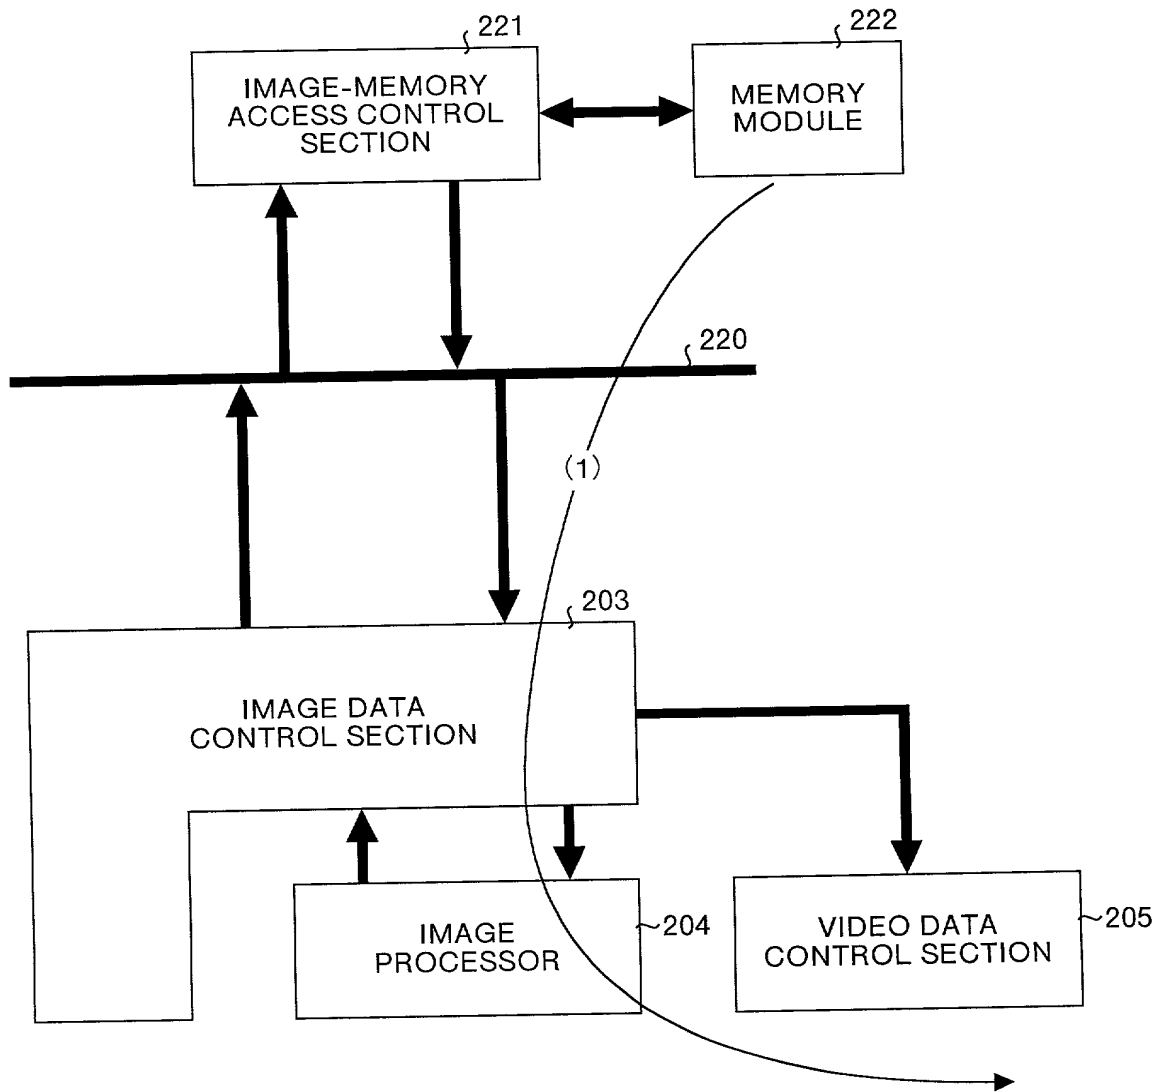 221
222
IMAGE-MEMORY
ACCESS CONTROL
SECTION
MEMORY
MODULE
220
(1)
203
IMAGE DATA
CONTROL SECTION
IMAGE
PROCESSOR
204
VIDEO DATA
CONTROL SECTION
205